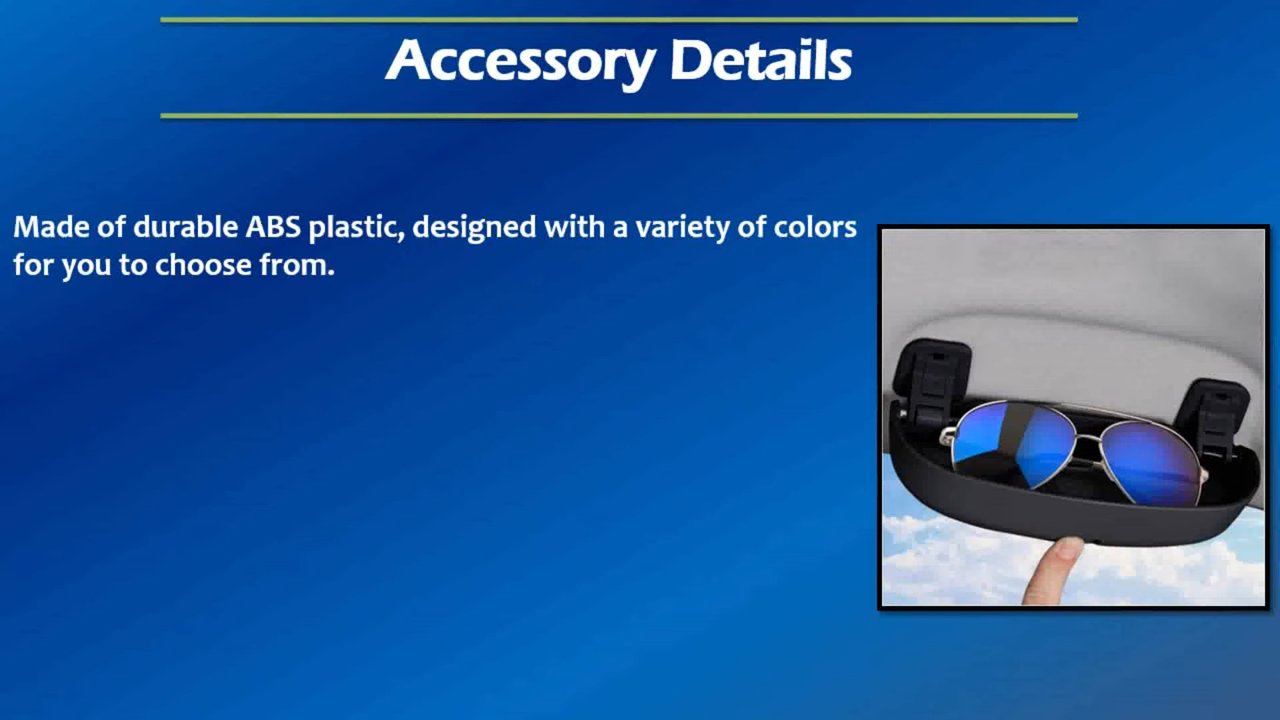 Accessory Details
Made of durable ABS plastic, designed with a variety of colors
for you to choose from.